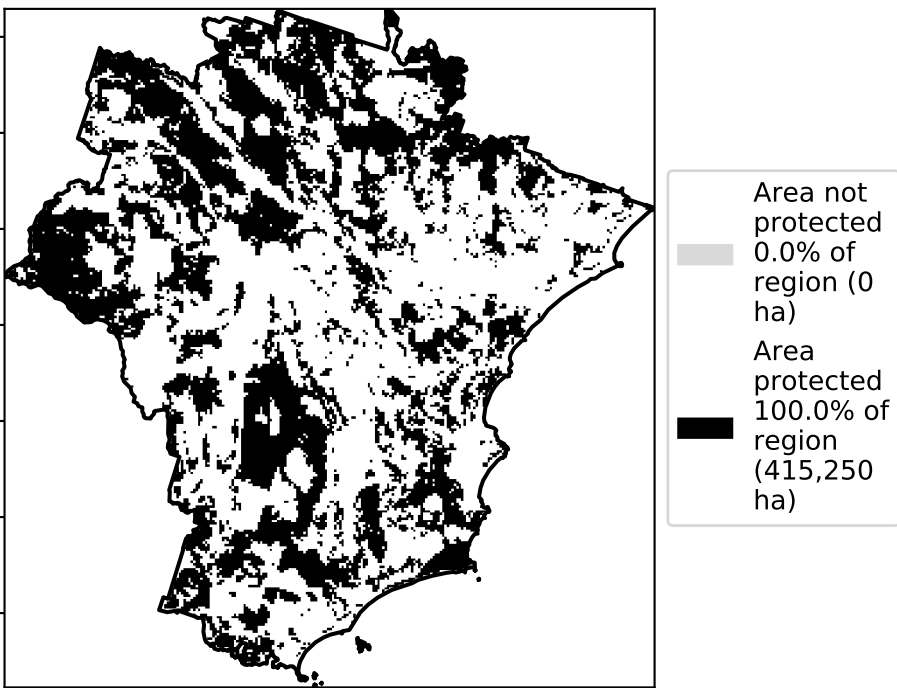 Area not
protected
0.0% of
region (0
ha)
Area
protected
100.0% of
region
(415,250
ha)